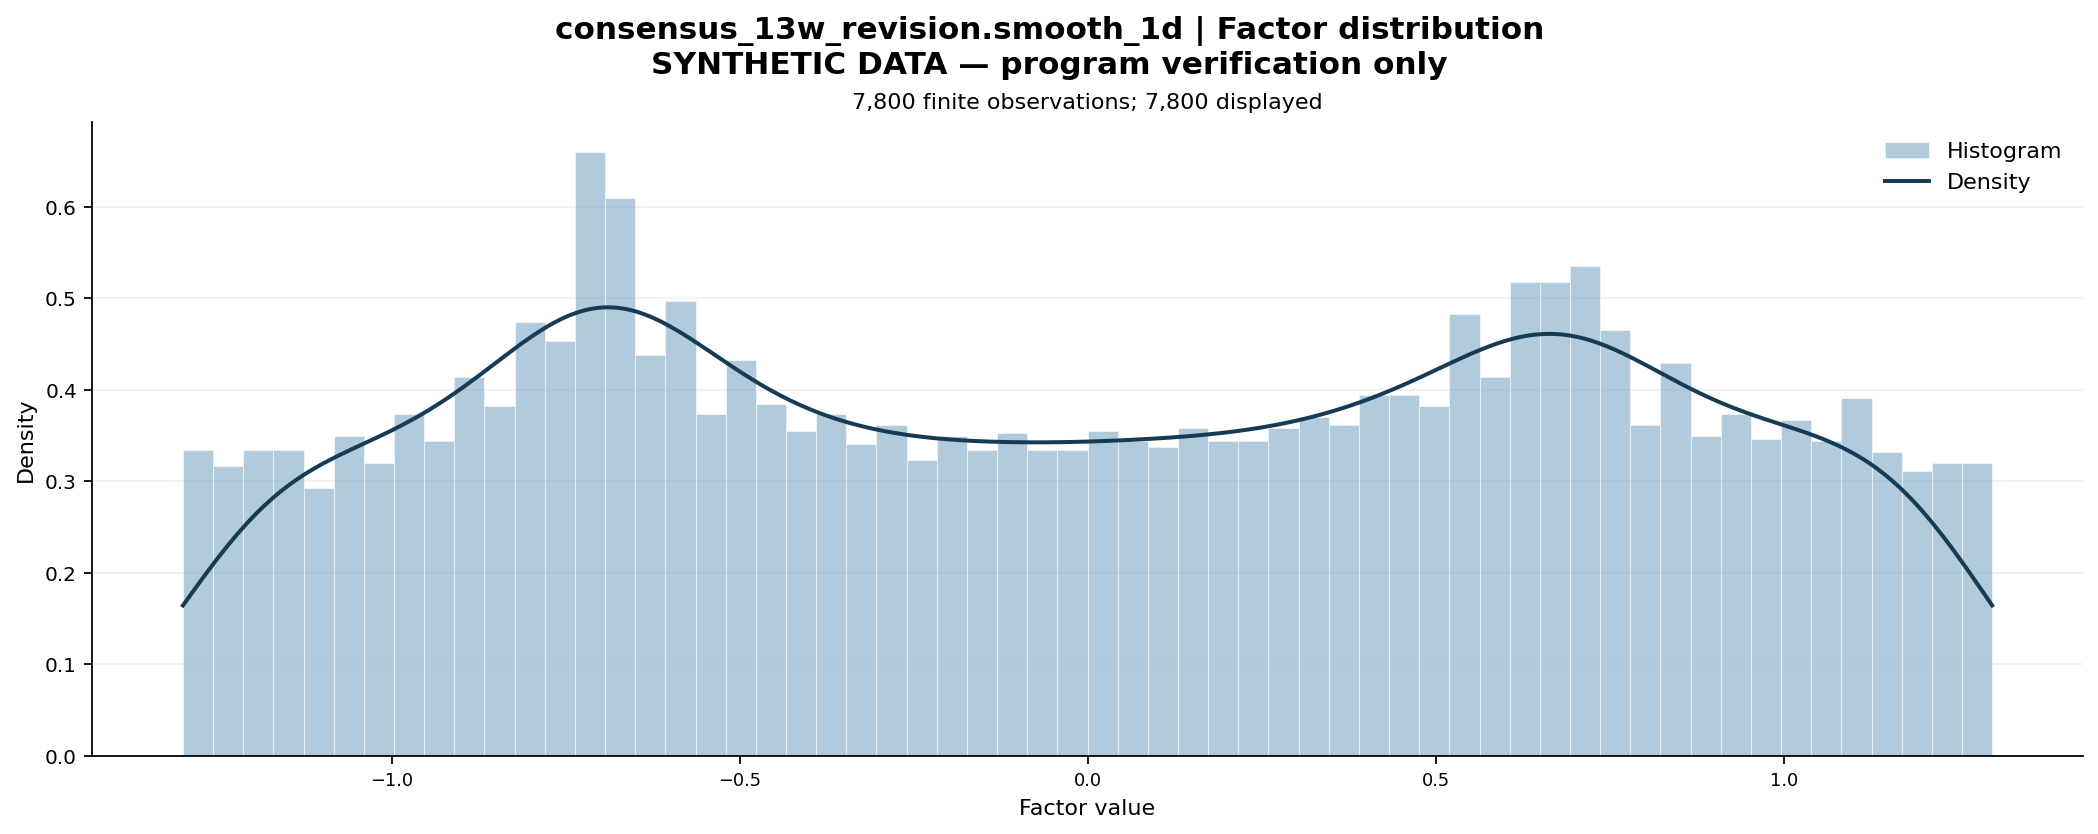 consensus_13w_revision.smooth_1d | Factor distribution
SYNTHETIC DATA — program verification only
7,800 finite observations; 7,800 displayed
Histogram
Density
Density
0.6
0.5
0.4
0.3
0.2
0.1
0.0
−1.0
−0.5
0.0
0.5
1.0
Factor value